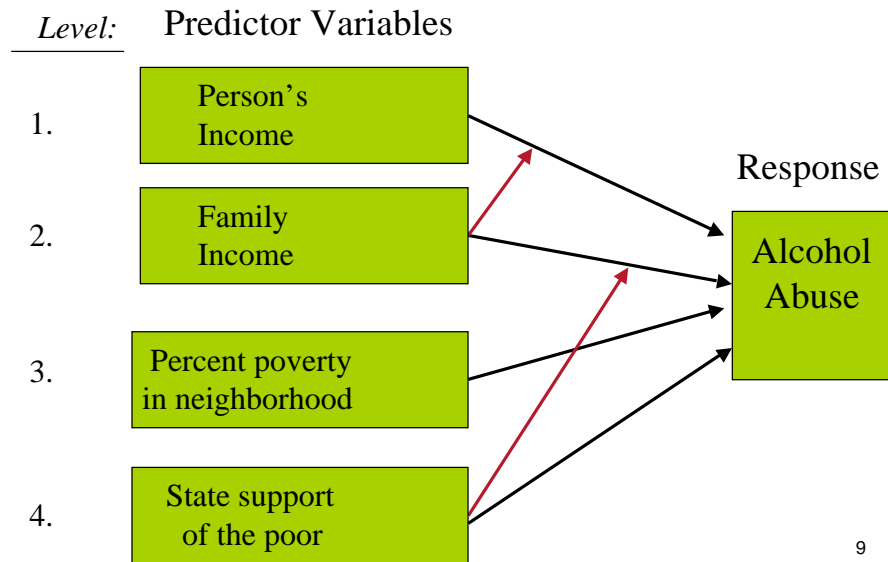 Level:
Predictor Variables
1.
Person’s
Income
2.
Family
Income
3.
Percent poverty
in neighborhood
4.
State support
of the poor
Response
Alcohol
Abuse
9